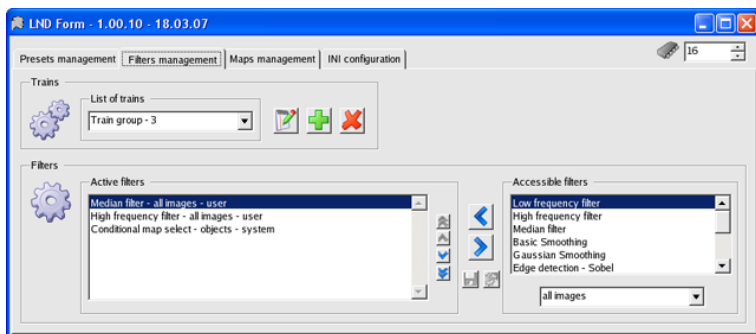 LND Form - 1.00.10 - 18.03.07
Presets management
Filters management
Maps management
INI configuration
16
Trains
List of trains
Train group - 3
Filters
Active filters
Median filter - all images - user
High frequency filter - all images - user
Conditional map select - objects - system
Accessible filters
Low frequency filter
High frequency filter
Median filter
Basic Smoothing
Gaussian Smoothing
Edge detection - Sobel
all images